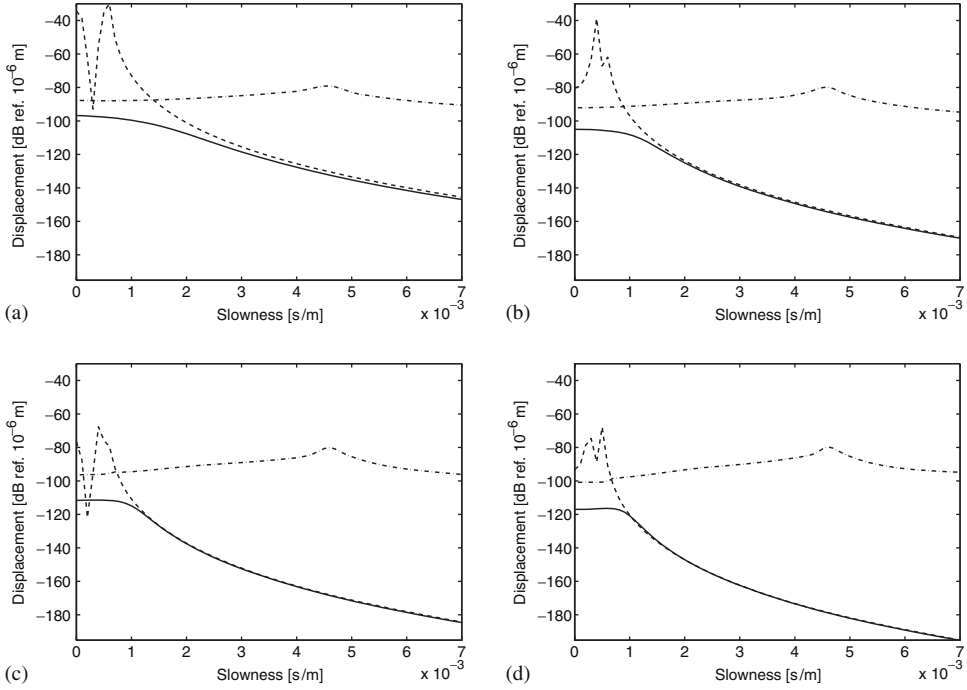 −40
−60
−80
−100
−120
−140
−160
−180
Displacement [dB ref. 10−6 m]
0 1 2 3 4 5 6 7
Slowness [s/m] x 10−3
(a)
−40
−60
−80
−100
−120
−140
−160
−180
Displacement [dB ref. 10−6m]
0 1 2 3 4 5 6 7
Slowness [s/m] x 10−3
(b)
−40
−60
−80
−100
−120
−140
−160
−180
Displacement [dB ref. 10−6 m]
0 1 2 3 4 5 6 7
Slowness [s/m] x 10−3
(c)
−40
−60
−80
−100
−120
−140
−160
−180
Displacement [dB ref. 10−6 m]
0 1 2 3 4 5 6 7
Slowness [s/m] x 10−3
(d)